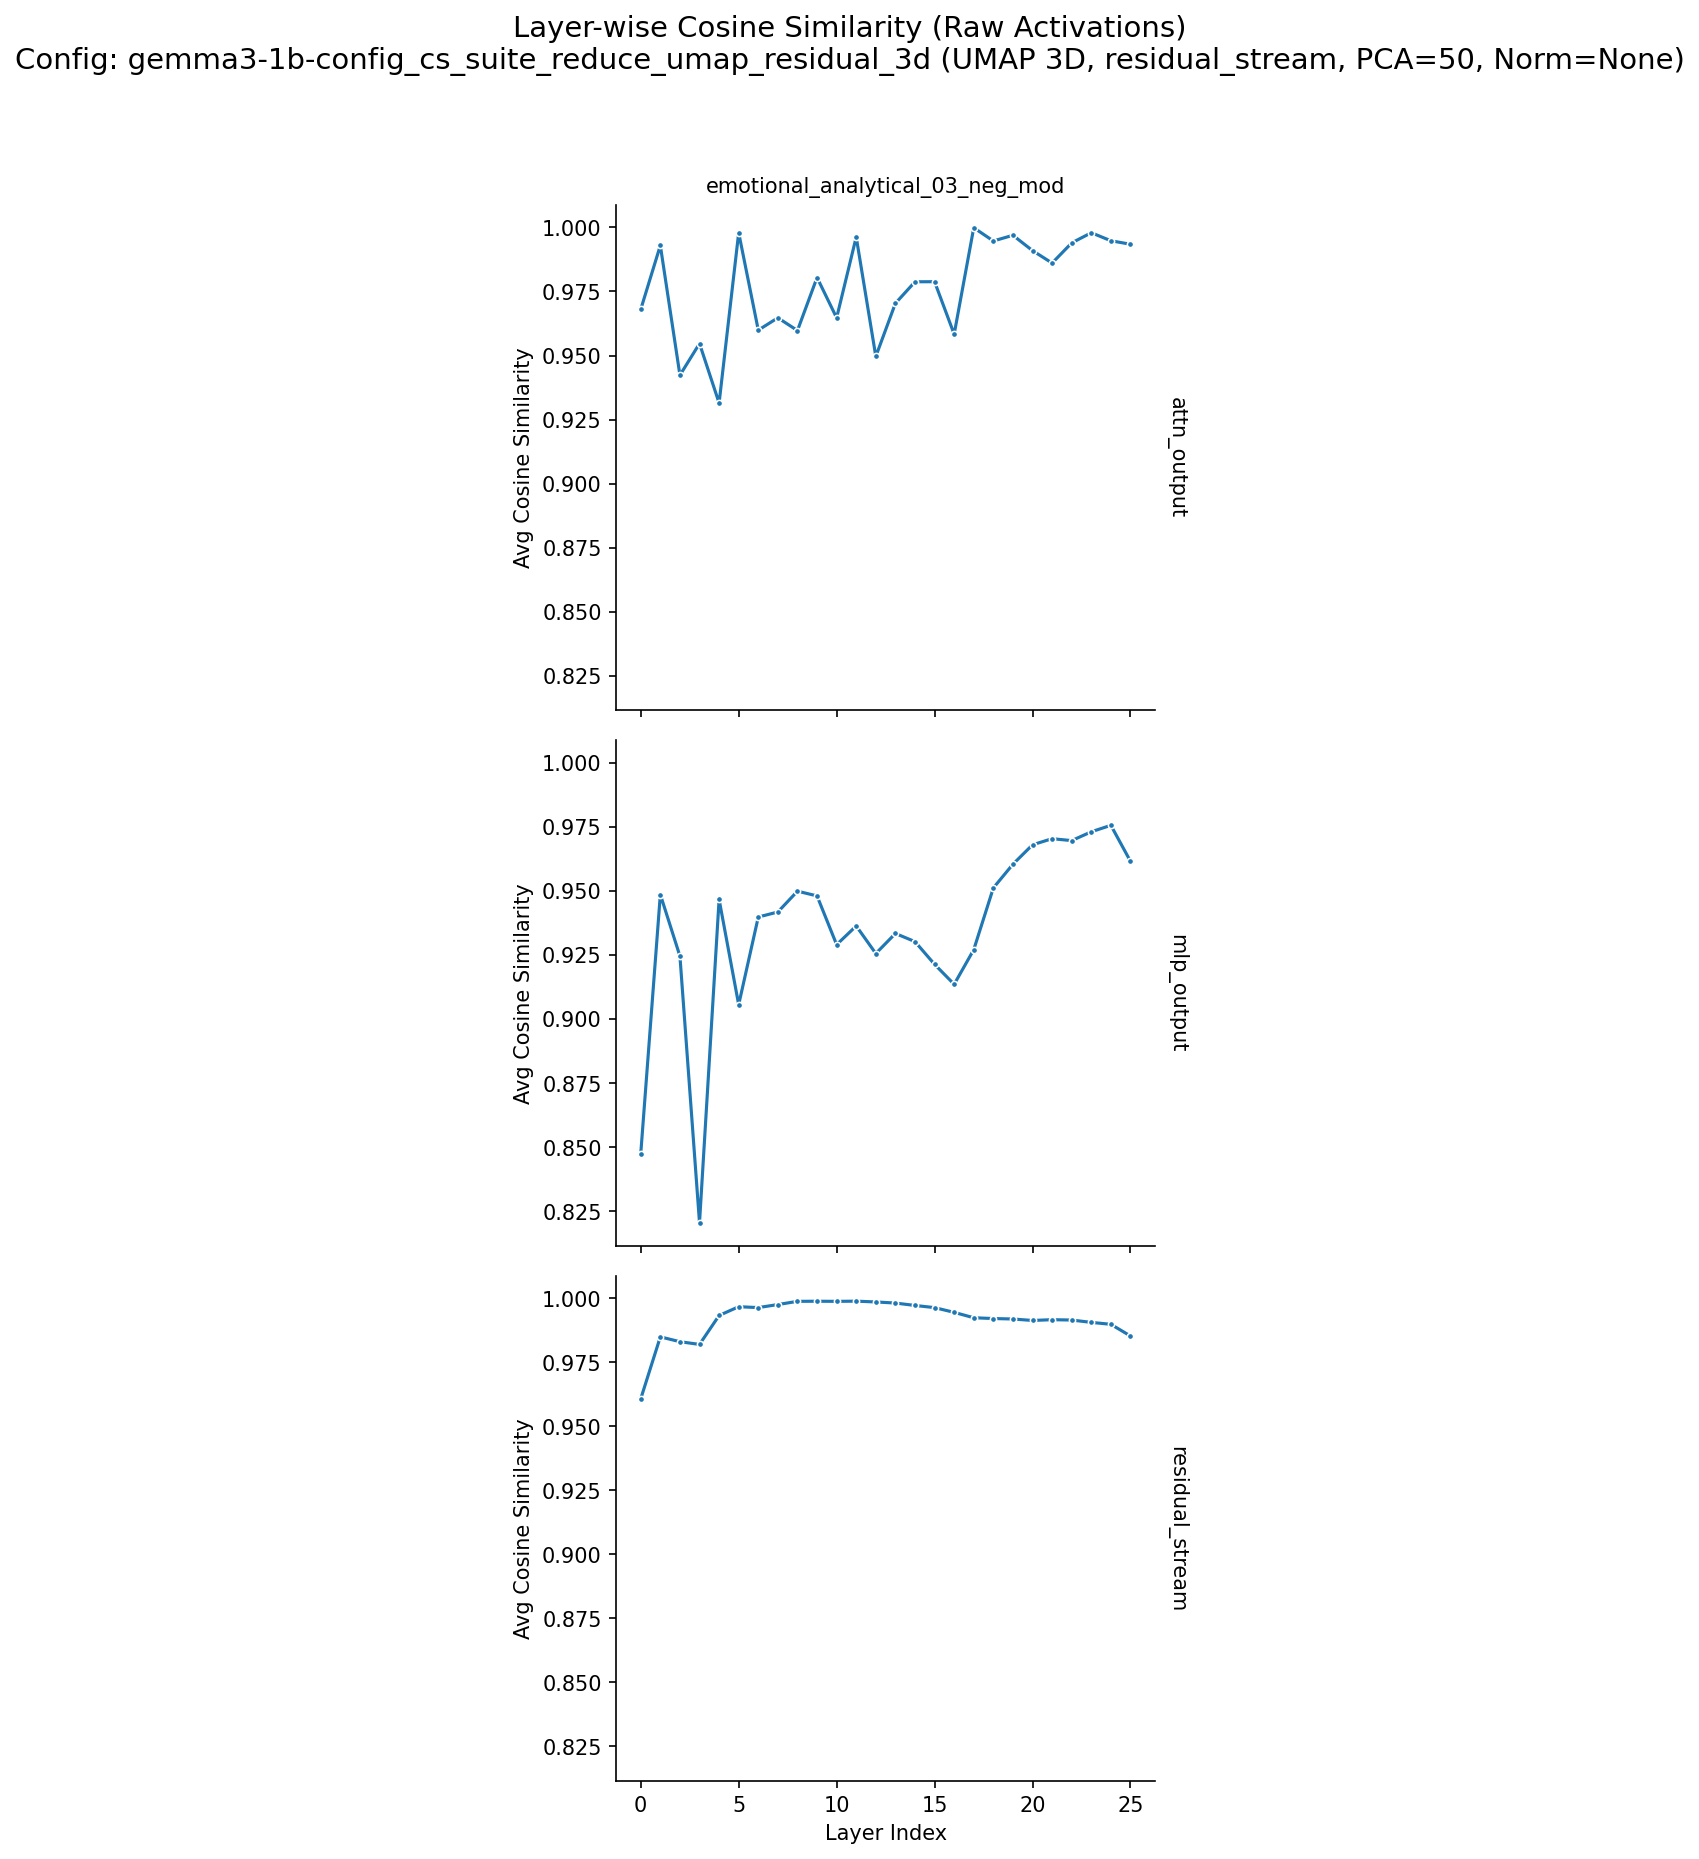 Layer-wise Cosine Similarity (Raw Activations)
Config: gemma3-1b-config_cs_suite_reduce_umap_residual_3d (UMAP 3D, residual_stream, PCA=50, Norm=None)
emotional_analytical_03_neg_mod
1.000
0.975
0.950
0.925
0.900
0.875
0.850
0.825
Avg Cosine Similarity
attn_output
1.000
0.975
0.950
0.925
0.900
0.875
0.850
0.825
Avg Cosine Similarity
mlp_output
1.000
0.975
0.950
0.925
0.900
0.875
0.850
0.825
Avg Cosine Similarity
residual_stream
0 5 10 15 20 25
Layer Index